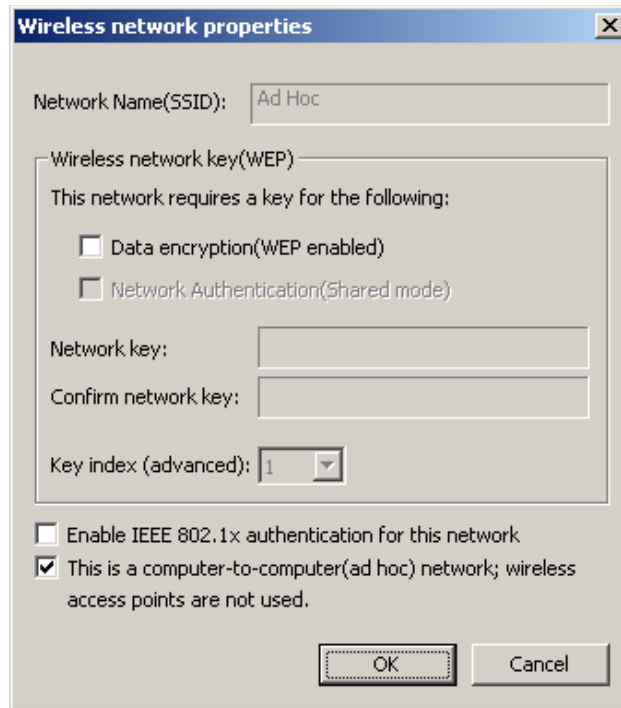 Wireless network properties
Network Name(SSID): Ad Hoc
Wireless network key(WEP)
This network requires a key for the following:
Data encryption(WEP enabled)
Network Authentication(Shared mode)
Network key:
Confirm network key:
Key index (advanced): 1
Enable IEEE 802.1x authentication for this network
This is a computer-to-computer(ad hoc) network; wireless
access points are not used.
OK Cancel